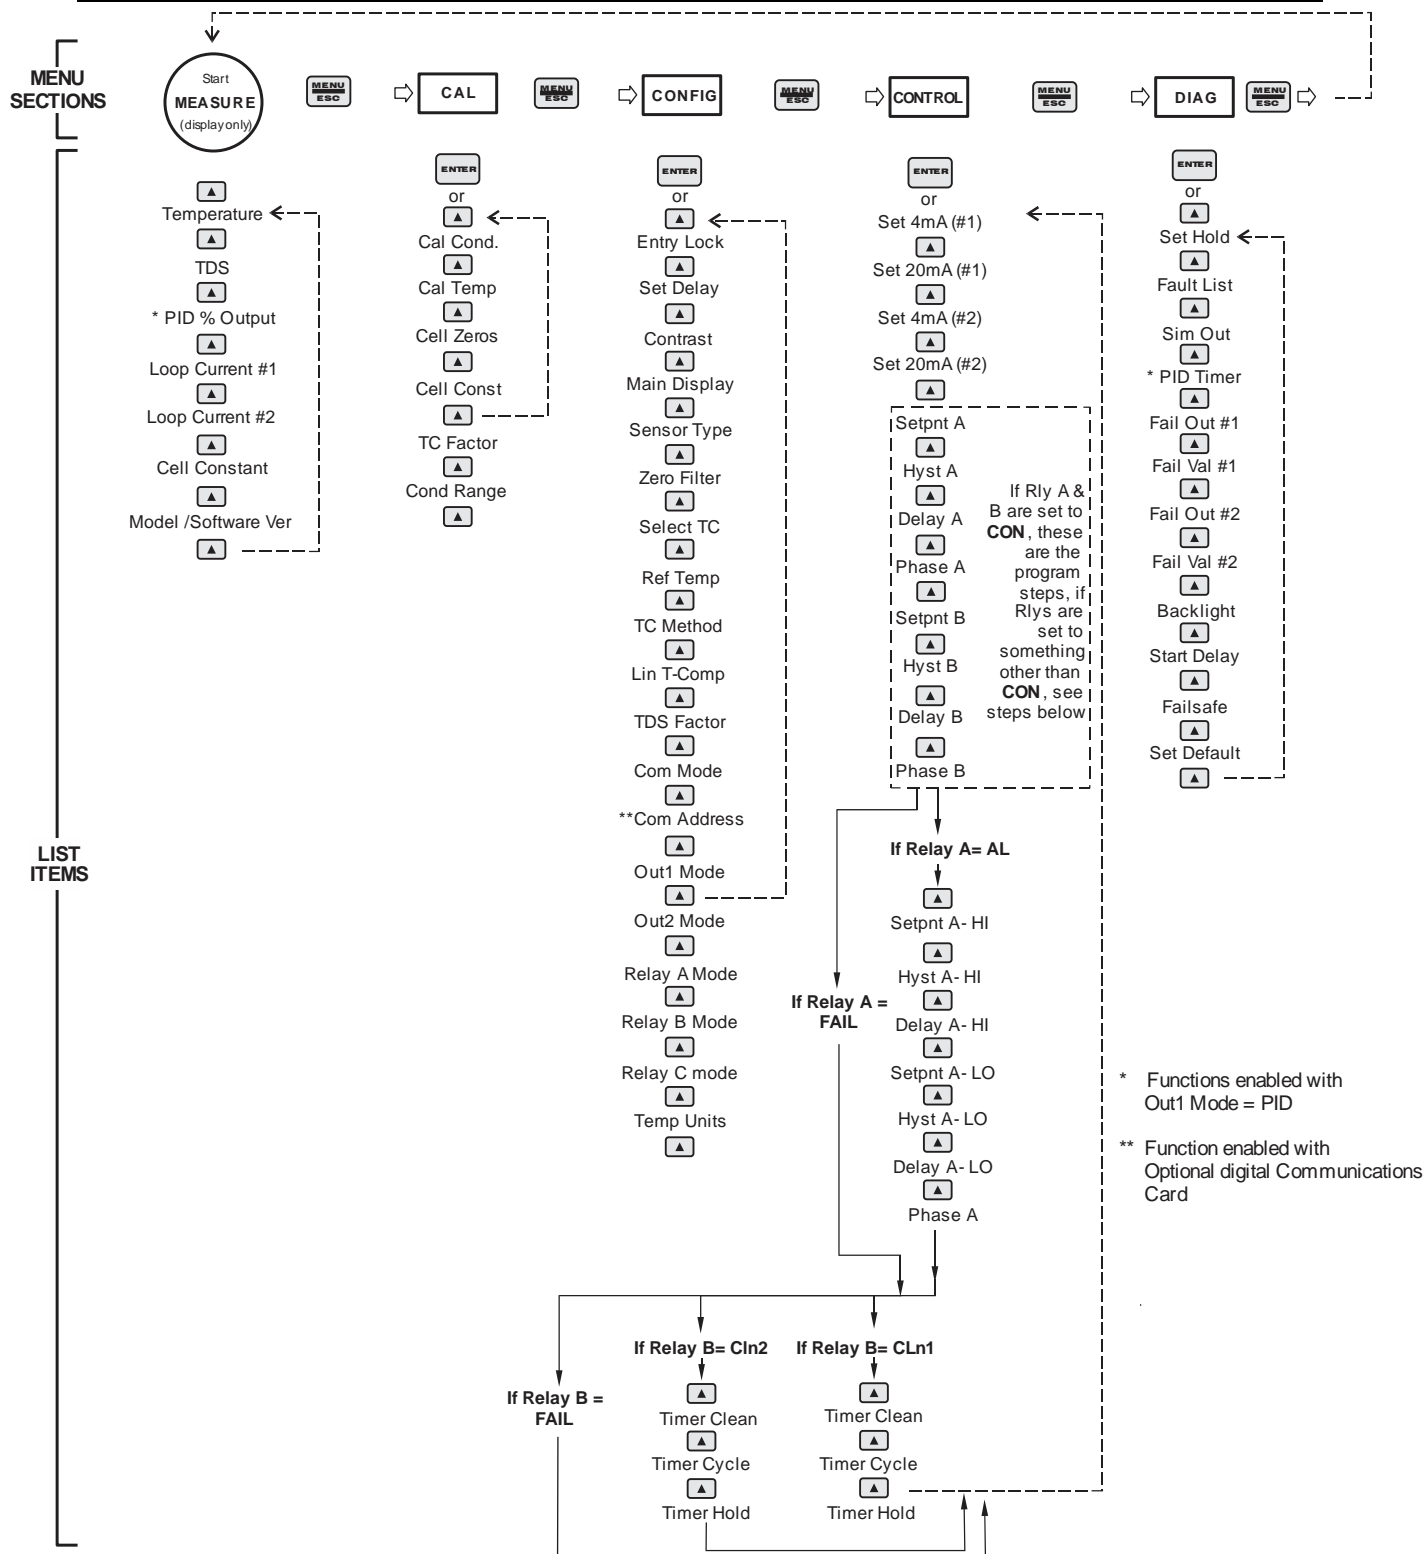 MENU
SECTIONS
Start
MEASURE
(display only)
MENU
ESC
CAL
MENU
ESC
CONFIG
MENU
ESC
CONTROL
MENU
ESC
DIAG
MENU
ESC
LIST
ITEMS
Temperature
TDS
* PID % Output
Loop Current #1
Loop Current #2
Cell Constant
Model /Software Ver
ENTER
or
Cal Cond.
Cal Temp
Cell Zeros
Cell Const
TC Factor
Cond Range
ENTER
or
Entry Lock
Set Delay
Contrast
Main Display
Sensor Type
Zero Filter
Select TC
Ref Temp
TC Method
Lin T-Comp
TDS Factor
Com Mode
**Com Address
Out1 Mode
Out2 Mode
Relay A Mode
Relay B Mode
Relay C mode
Temp Units
ENTER
or
Set 4mA (#1)
Set 20mA (#1)
Set 4mA (#2)
Set 20mA (#2)
Setpnt A
Hyst A
Delay A
Phase A
Setpnt B
Hyst B
Delay B
Phase B
If Rly A &
B are set to
CON, these
are the
program
steps, if
Rlys are
set to
something
other than
CON, see
steps below
If Relay A= AL
Setpnt A- HI
Hyst A- HI
Delay A- HI
Setpnt A- LO
Hyst A- LO
Delay A- LO
Phase A
If Relay A =
FAIL
If Relay B =
FAIL
If Relay B= Cln2
Timer Clean
Timer Cycle
Timer Hold
If Relay B= CLn1
Timer Clean
Timer Cycle
Timer Hold
ENTER
or
Set Hold
Fault List
Sim Out
* PID Timer
Fail Out #1
Fail Val #1
Fail Out #2
Fail Val #2
Backlight
Start Delay
Failsafe
Set Default
* Functions enabled with
Out1 Mode = PID
** Function enabled with
Optional digital Communications
Card